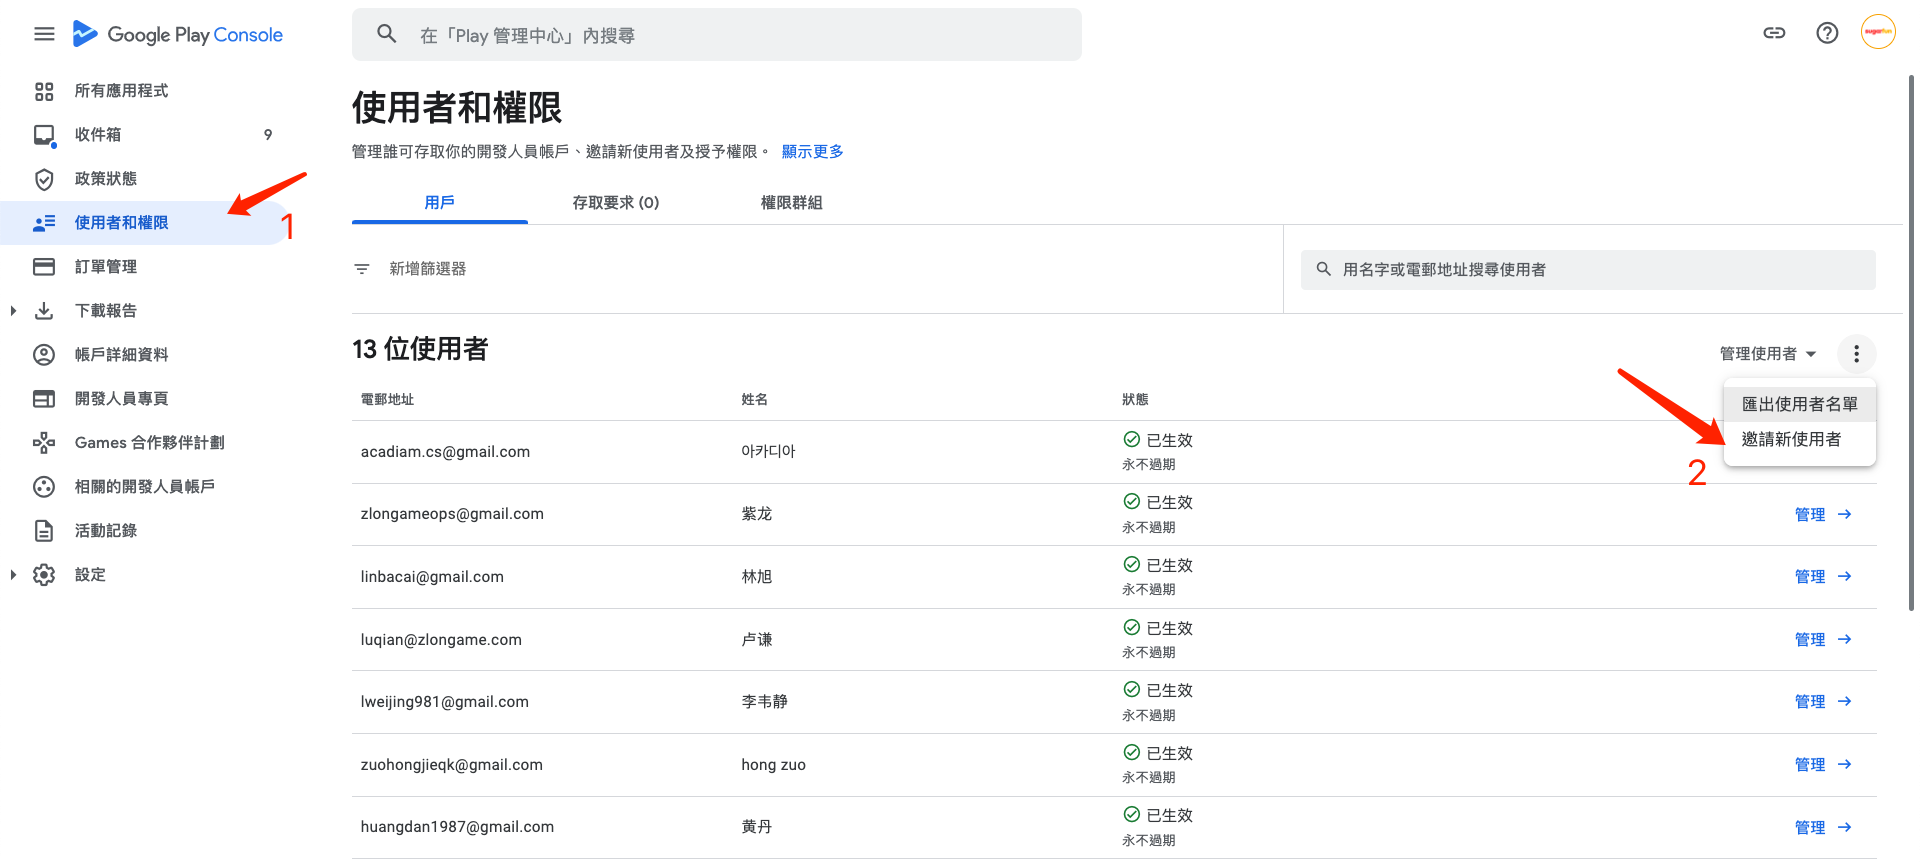 Google Play Console
在「Play 管理中心」內搜尋
sugarfun
所有應用程式
收件箱 9
政策狀態
使用者和權限
1
訂單管理
下載報告
帳戶詳細資料
開發人員專頁
Games 合作夥伴計劃
相關的開發人員帳戶
活動記錄
設定
使用者和權限
管理誰可存取你的開發人員帳戶、邀請新使用者及授予權限。 顯示更多
用戶 存取要求 (0) 權限群組
新增篩選器 用名字或電郵地址搜尋使用者
13 位使用者 管理使用者
匯出使用者名單
邀請新使用者
2
電郵地址 姓名 狀態
acadiam.cs@gmail.com 아카디아 已生效
永不過期
zlongameops@gmail.com 紫龙 已生效 管理
永不過期
linbacai@gmail.com 林旭 已生效 管理
永不過期
luqian@zlongame.com 卢谦 已生效 管理
永不過期
lweijing981@gmail.com 李韦静 已生效 管理
永不過期
zuohongjieqk@gmail.com hong zuo 已生效 管理
永不過期
huangdan1987@gmail.com 黄丹 已生效 管理
永不過期